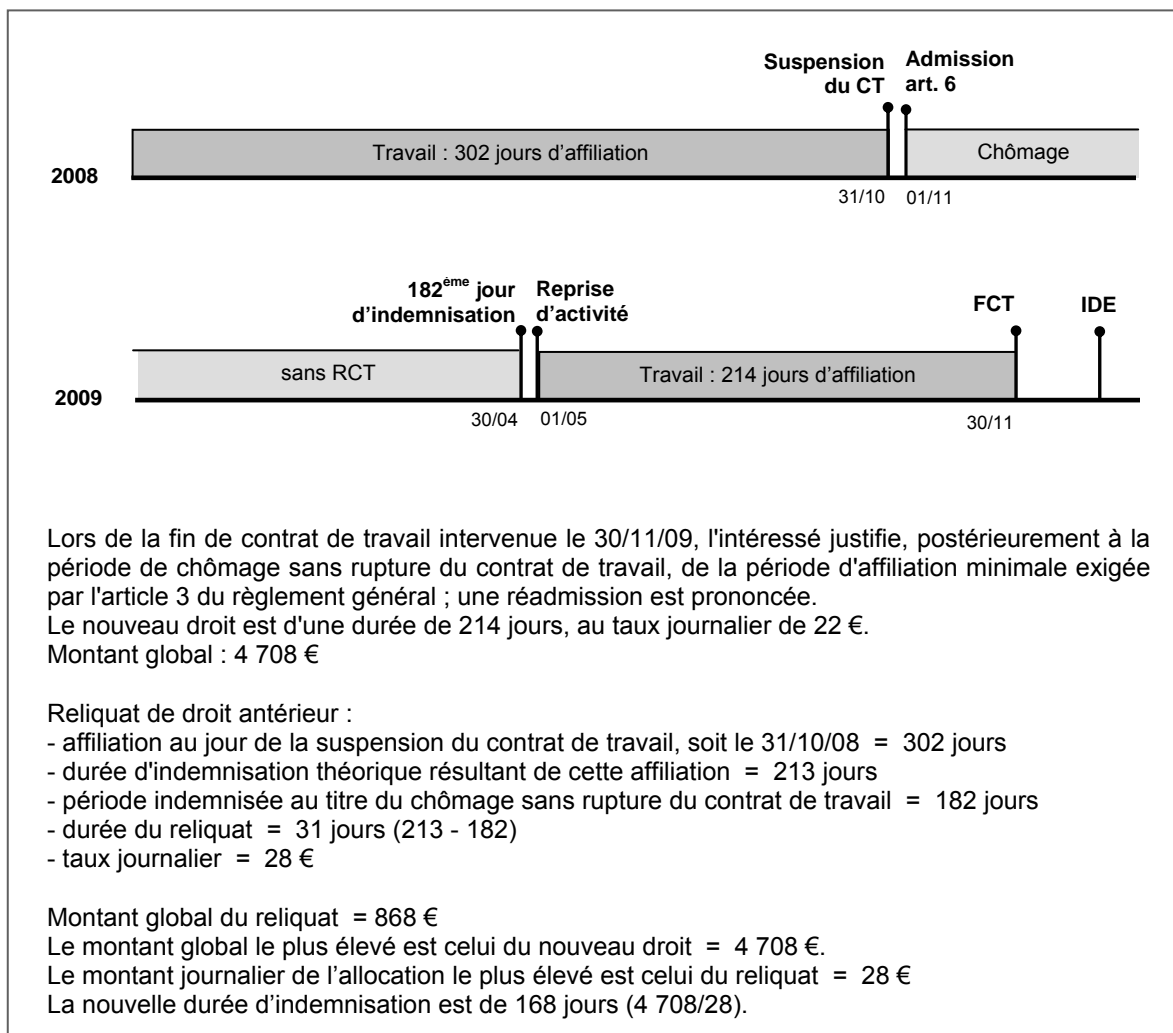 Suspension Admission
du CT art. 6
Travail : 302 jours d'affiliation Chômage
2008
31/10 01/11
182ème jour Reprise
d'indemnisation d'activité FCT IDE
sans RCT Travail : 214 jours d'affiliation
2009
30/04 01/05 30/11
Lors de la fin de contrat de travail intervenue le 30/11/09, l'intéressé justifie, postérieurement à la
période de chômage sans rupture du contrat de travail, de la période d'affiliation minimale exigée
par l'article 3 du règlement général ; une réadmission est prononcée.
Le nouveau droit est d'une durée de 214 jours, au taux journalier de 22 €.
Montant global : 4 708 €
Reliquat de droit antérieur :
- affiliation au jour de la suspension du contrat de travail, soit le 31/10/08 = 302 jours
- durée d'indemnisation théorique résultant de cette affiliation = 213 jours
- période indemnisée au titre du chômage sans rupture du contrat de travail = 182 jours
- durée du reliquat = 31 jours (213 - 182)
- taux journalier = 28 €
Montant global du reliquat = 868 €
Le montant global le plus élevé est celui du nouveau droit = 4 708 €.
Le montant journalier de l'allocation le plus élevé est celui du reliquat = 28 €
La nouvelle durée d'indemnisation est de 168 jours (4 708/28).